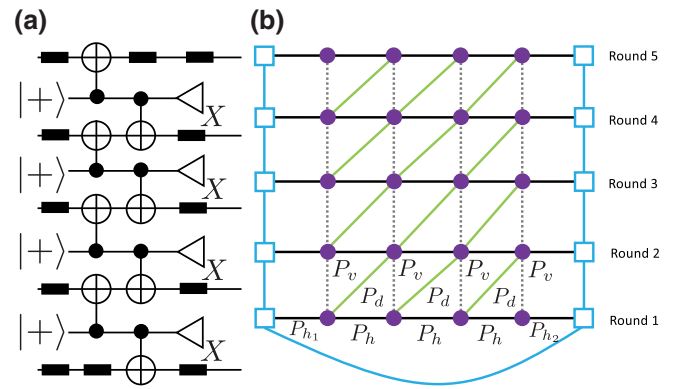 (a)
(b)
|+⟩
X
|+⟩
X
|+⟩
X
|+⟩
X
Round 5
Round 4
Round 3
Round 2
P_v P_v P_v P_v
P_d P_d P_d
Round 1
P_{h_1} P_h P_h P_h P_{h_2}